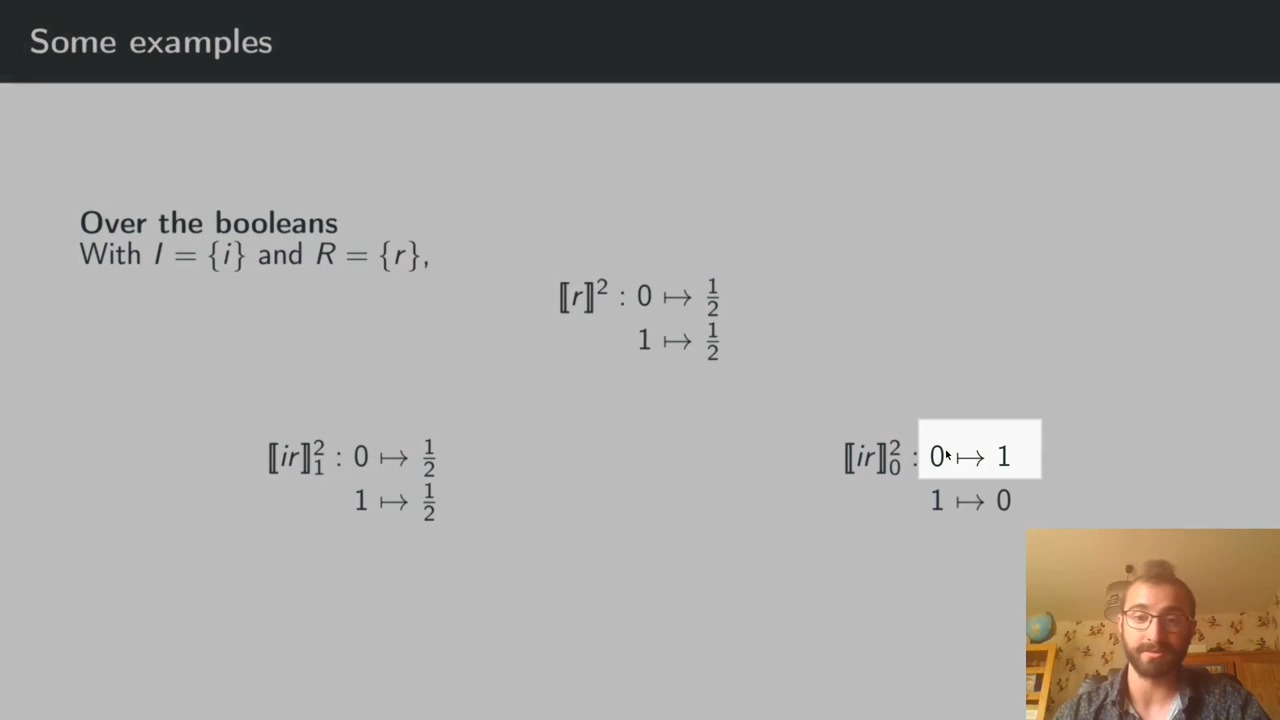 Some examples
Over the booleans
With I = {i} and R = {r},
⟦r⟧² : 0 ↦ 1/2
1 ↦ 1/2
⟦ir⟧²₁ : 0 ↦ 1/2
1 ↦ 1/2
⟦ir⟧²₀ : 0 ↦ 1
1 ↦ 0